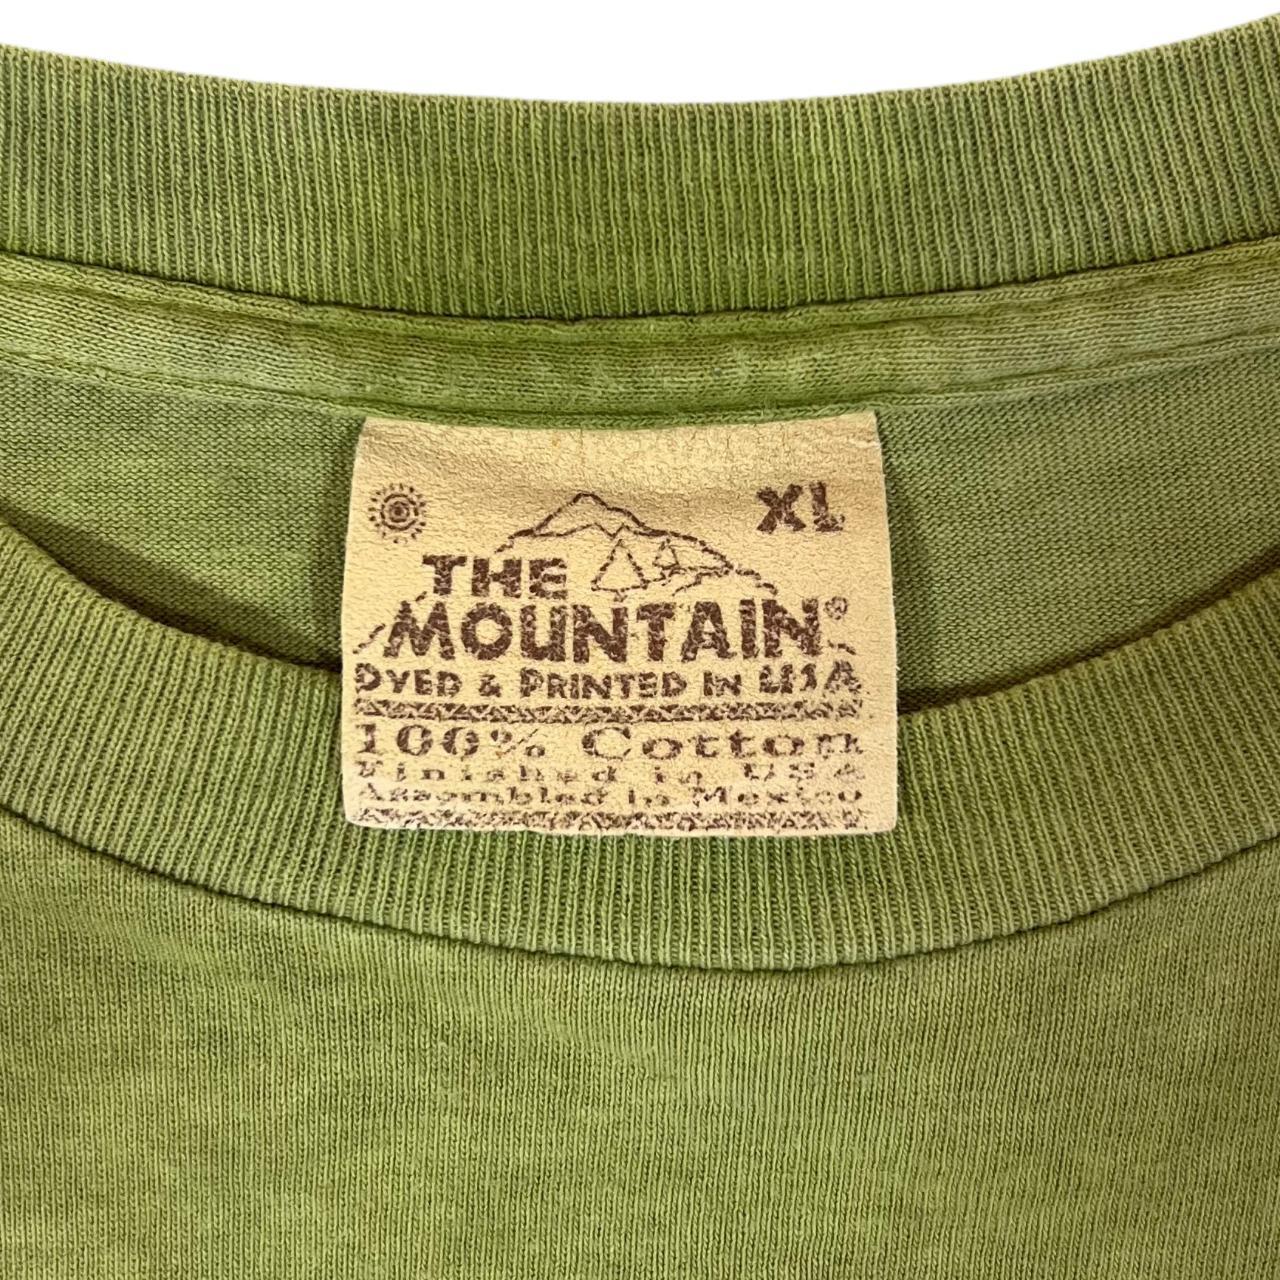 XL
THE
MOUNTAIN®
DYED & PRINTED IN USA
100% Cotton
Finished in USA
Assembled in Mexico